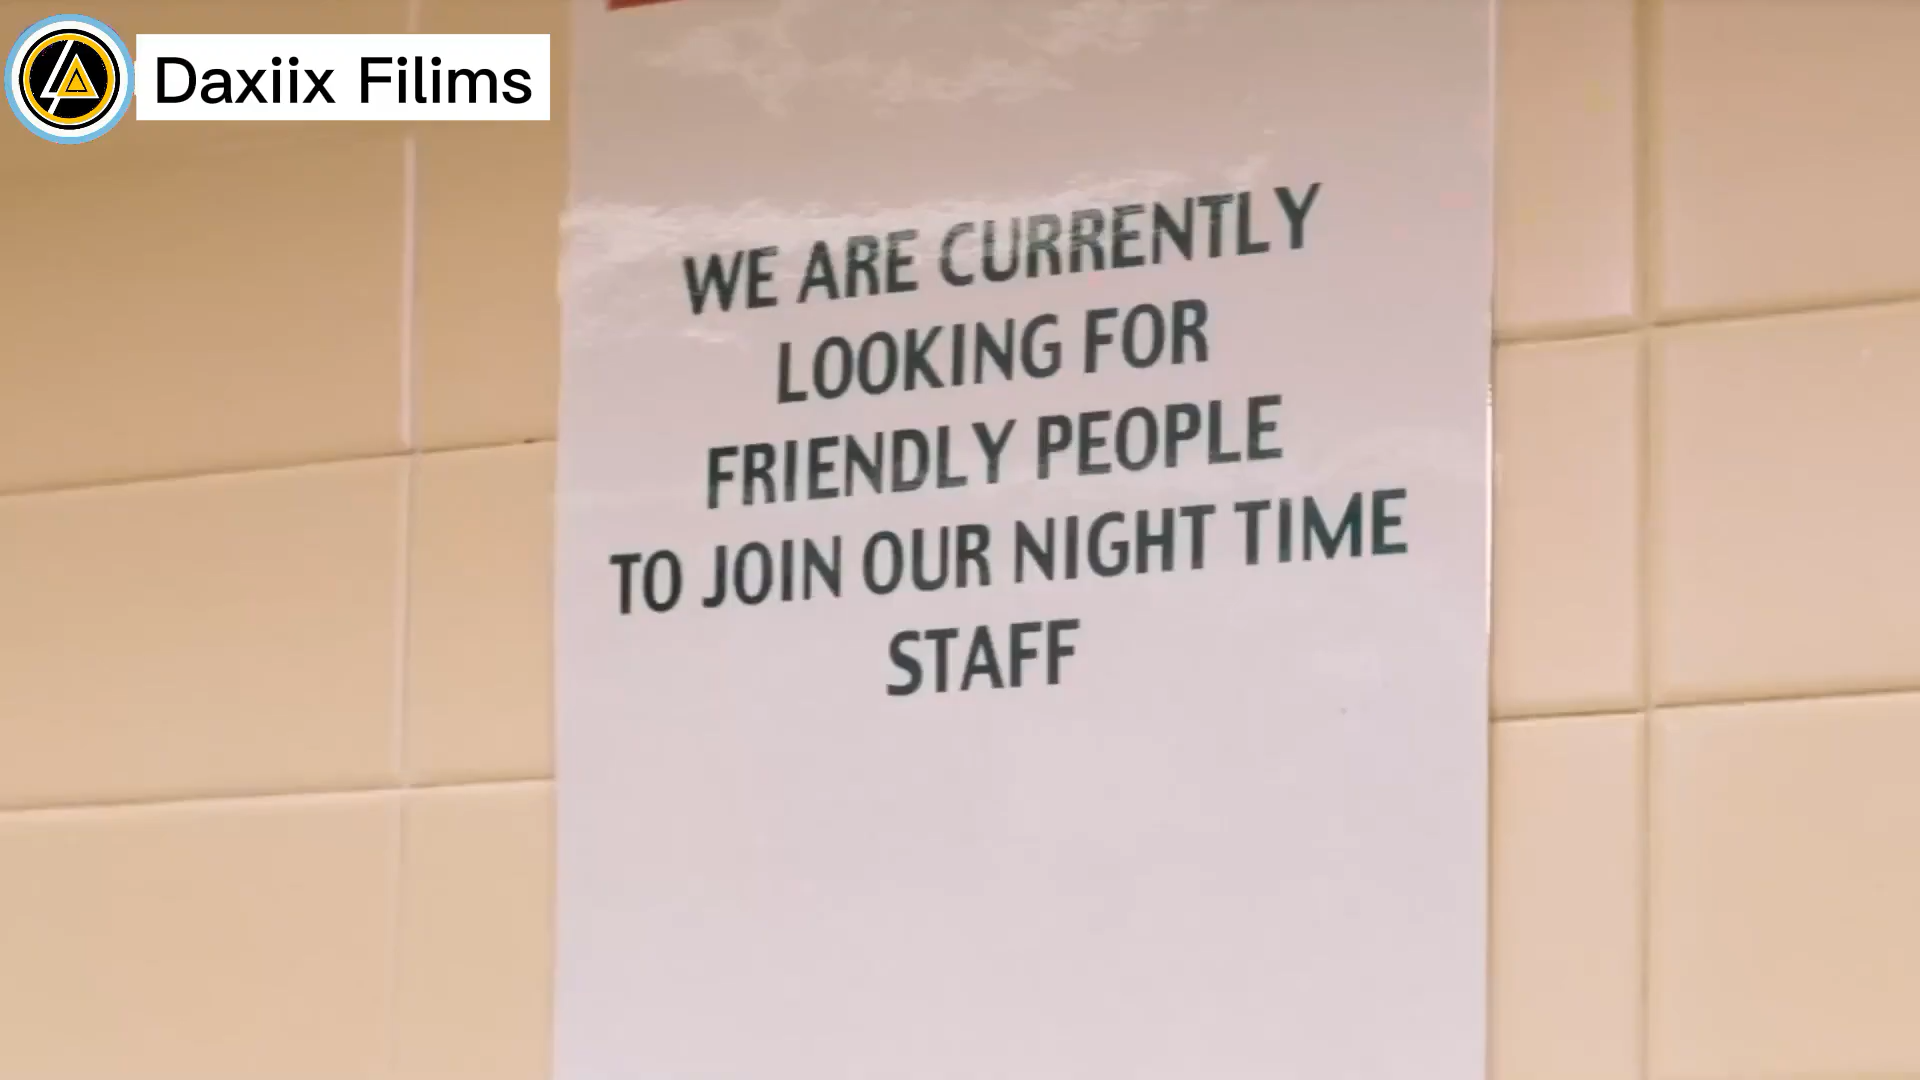 Daxiix Filims
WE ARE CURRENTLY
LOOKING FOR
FRIENDLY PEOPLE
TO JOIN OUR NIGHT TIME
STAFF